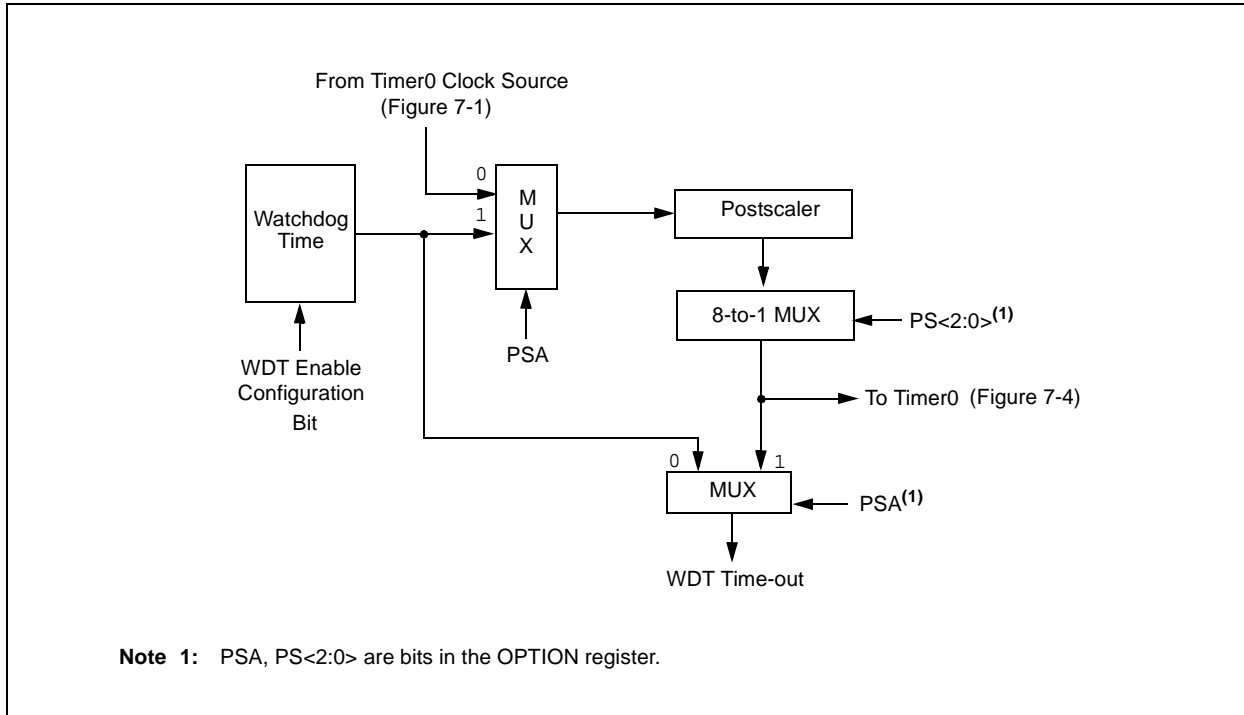 From Timer0 Clock Source
(Figure 7-1)
0
1
M
U
X
Watchdog
Time
Postscaler
8-to-1 MUX
PS<2:0>(1)
PSA
WDT Enable
Configuration
Bit
To Timer0 (Figure 7-4)
0
1
MUX
PSA(1)
WDT Time-out
Note 1: PSA, PS<2:0> are bits in the OPTION register.